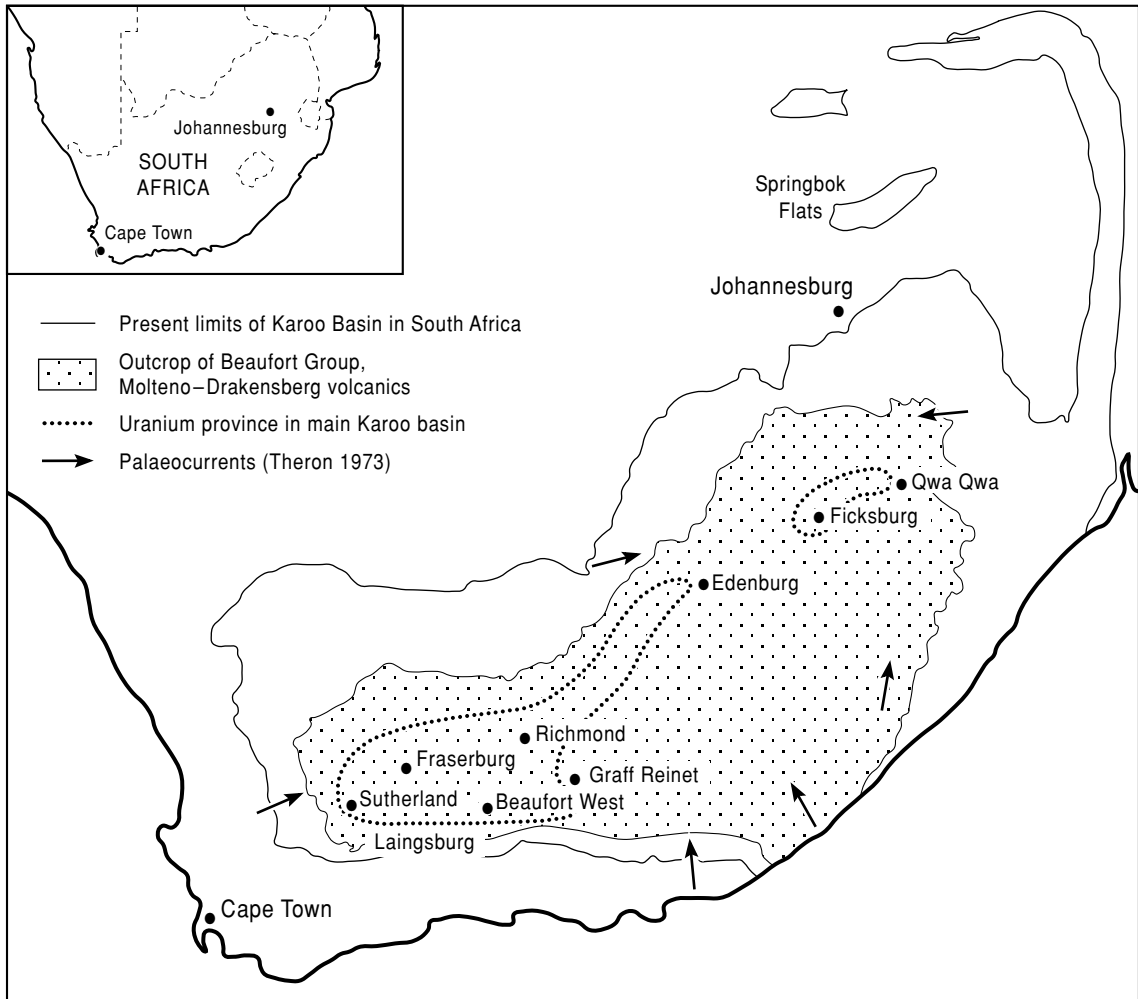 Johannesburg
SOUTH
AFRICA
Cape Town
Springbok
Flats
Johannesburg
Present limits of Karoo Basin in South Africa
Outcrop of Beaufort Group,
Molteno–Drakensberg volcanics
Uranium province in main Karoo basin
Palaeocurrents (Theron 1973)
Qwa Qwa
Ficksburg
Edenburg
Richmond
Fraserburg
Graff Reinet
Sutherland
Beaufort West
Laingsburg
Cape Town